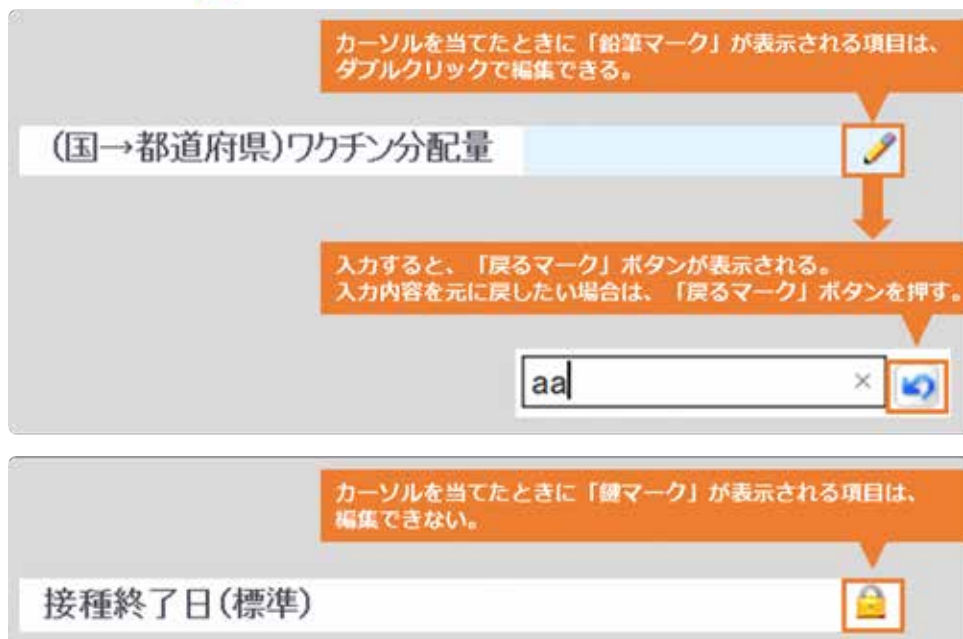 カーソルを当てたときに「鉛筆マーク」が表示される項目は、
ダブルクリックで編集できる。
(国→都道府県)ワクチン分配量
入力すると、「戻るマーク」ボタンが表示される。
入力内容を元に戻したい場合は、「戻るマーク」ボタンを押す。
aa
カーソルを当てたときに「鍵マーク」が表示される項目は、
編集できない。
接種終了日(標準)